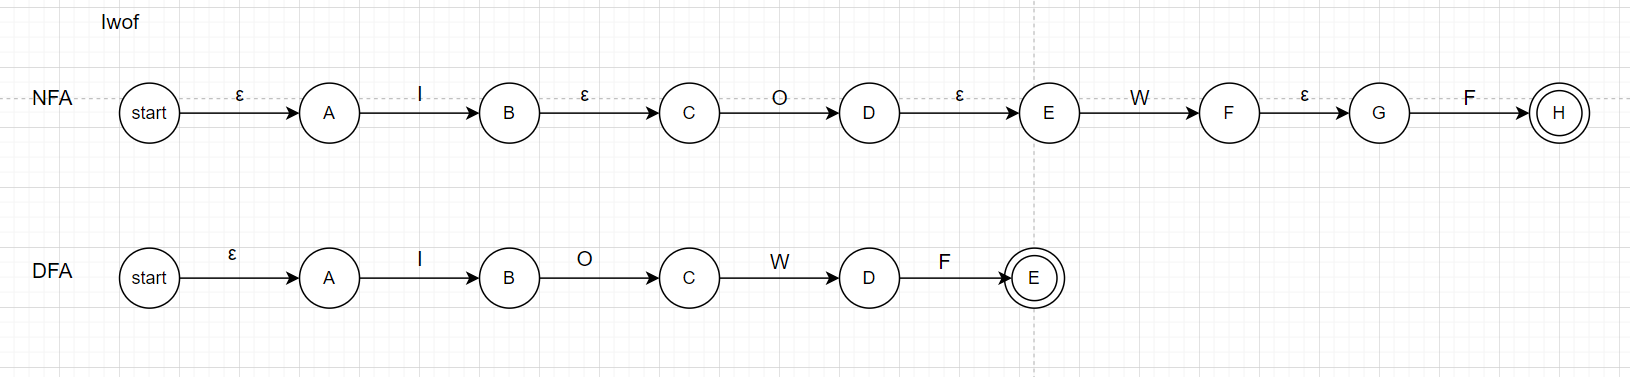 Iwof
NFA start ε A I B ε C O D ε E W F ε G F H
DFA start ε A I B O C W D F E